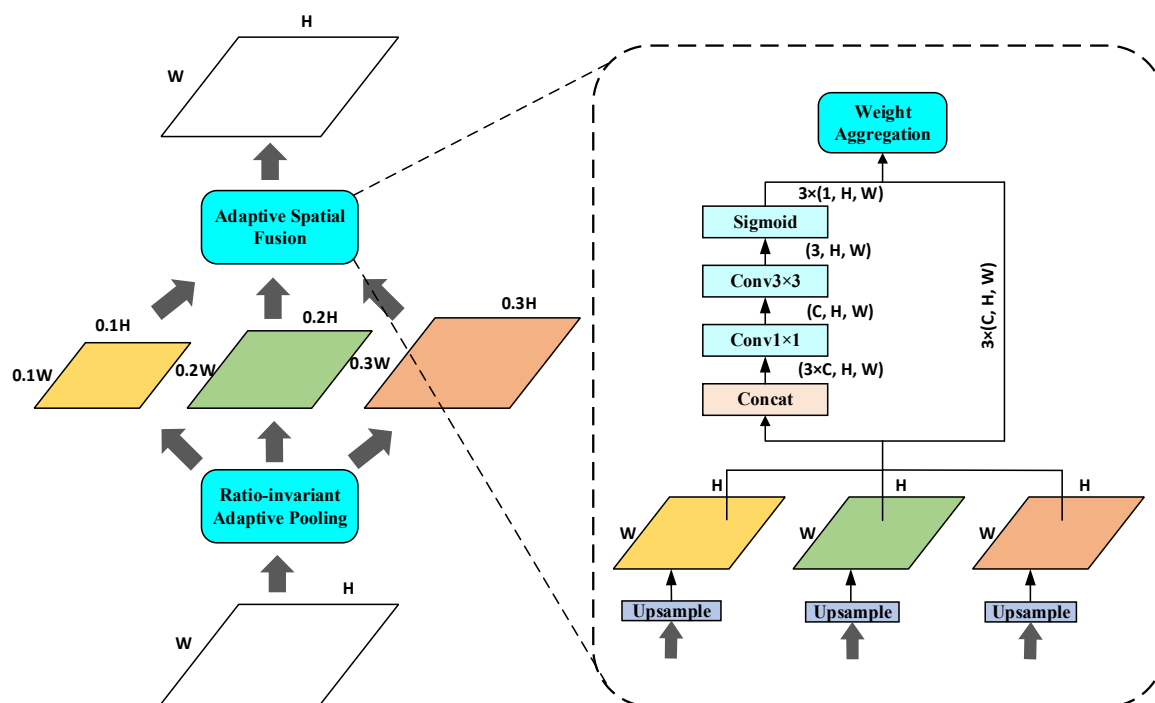 H
W
Adaptive Spatial
Fusion
0.1H
0.1W
0.2H
0.2W
0.3H
0.3W
Ratio-invariant
Adaptive Pooling
H
W
Weight
Aggregation
3×(1, H, W)
Sigmoid
(3, H, W)
Conv3×3
(C, H, W)
Conv1×1
(3×C, H, W)
Concat
3×(C, H, W)
H
W
H
W
H
W
Upsample
Upsample
Upsample